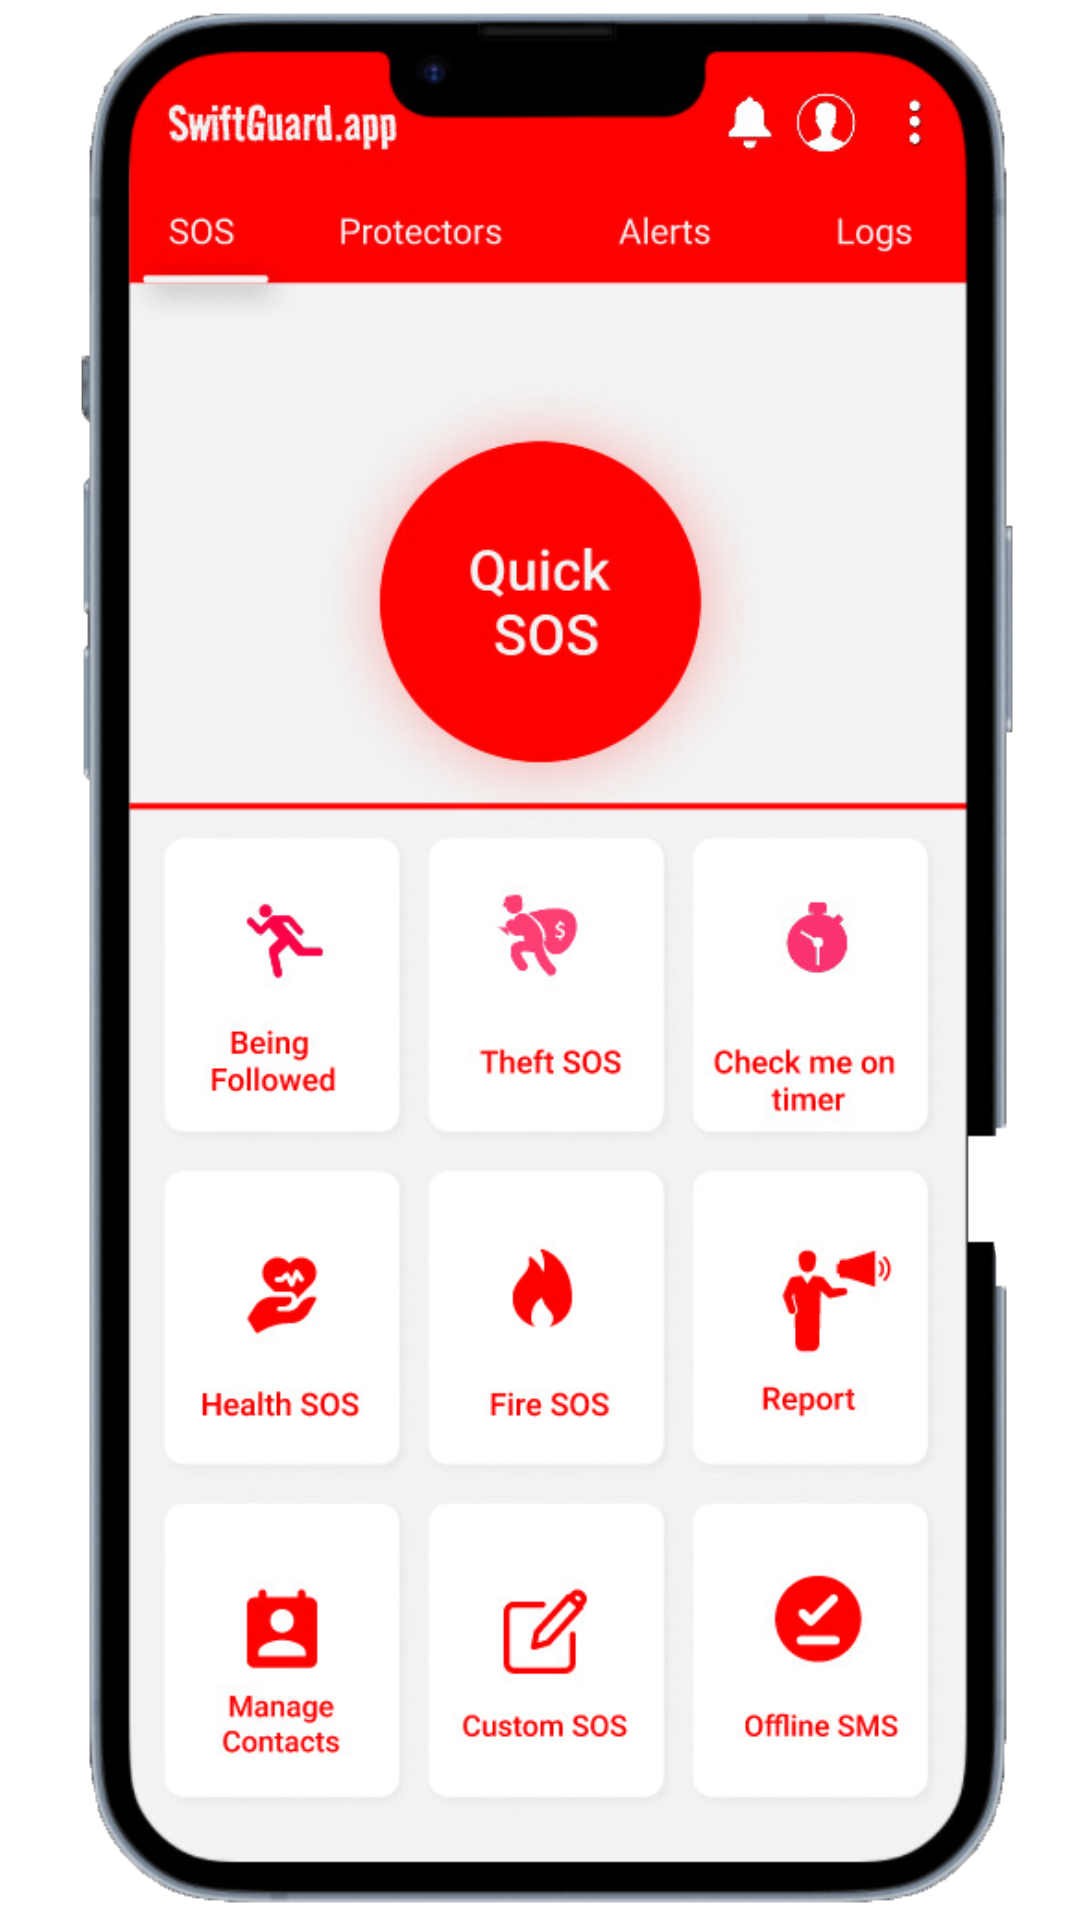 SwiftGuard.app
SOS
Protectors
Alerts
Logs
Quick
SOS
Being
Followed
$
Theft SOS
Check me on
timer
Health SOS
Fire SOS
Report
Manage
Contacts
Custom SOS
Offline SMS